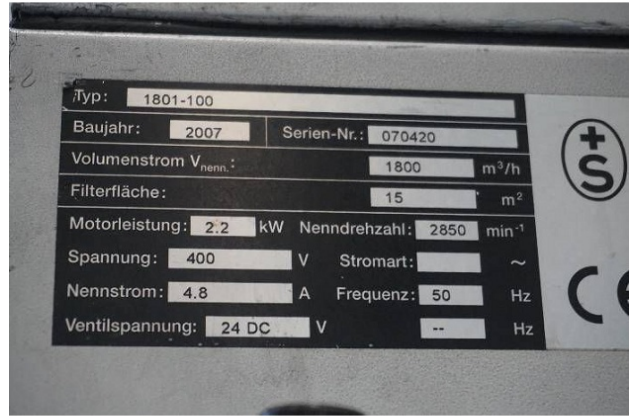 Typ: 1801-100
Baujahr: 2007 Serien-Nr.: 070420
Volumenstrom Vnenn.: 1800 m³/h
Filterfläche: 15 m²
Motorleistung: 2.2 kW Nenndrehzahl: 2850 min⁻¹
Spannung: 400 V Stromart: ~
Nennstrom: 4.8 A Frequenz: 50 Hz
Ventilspannung: 24 DC V -- Hz
+
S
CE